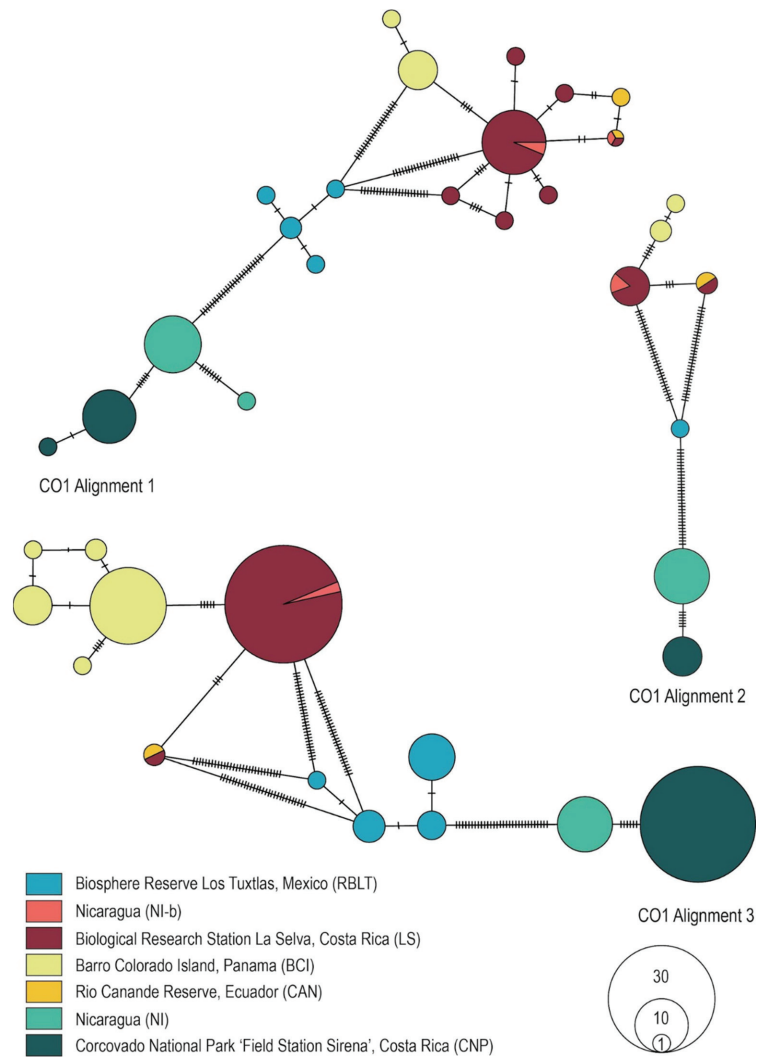 CO1 Alignment 1
CO1 Alignment 2
CO1 Alignment 3
Biosphere Reserve Los Tuxtlas, Mexico (RBLT)
Nicaragua (NI-b)
Biological Research Station La Selva, Costa Rica (LS)
Barro Colorado Island, Panama (BCI)
Rio Canande Reserve, Ecuador (CAN)
Nicaragua (NI)
Corcovado National Park ‘Field Station Sirena’, Costa Rica (CNP)
30
10
1